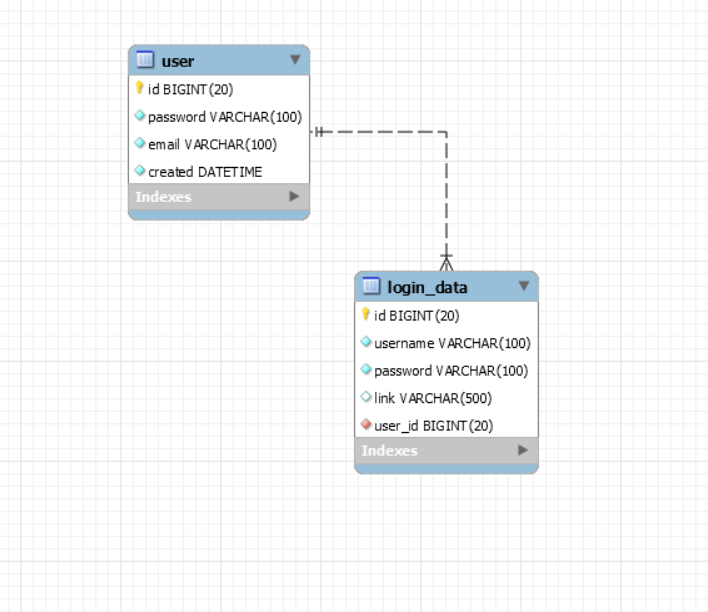 user
id BIGINT(20)
password VARCHAR(100)
email VARCHAR(100)
created DATETIME
Indexes
login_data
id BIGINT(20)
username VARCHAR(100)
password VARCHAR(100)
link VARCHAR(500)
user_id BIGINT(20)
Indexes